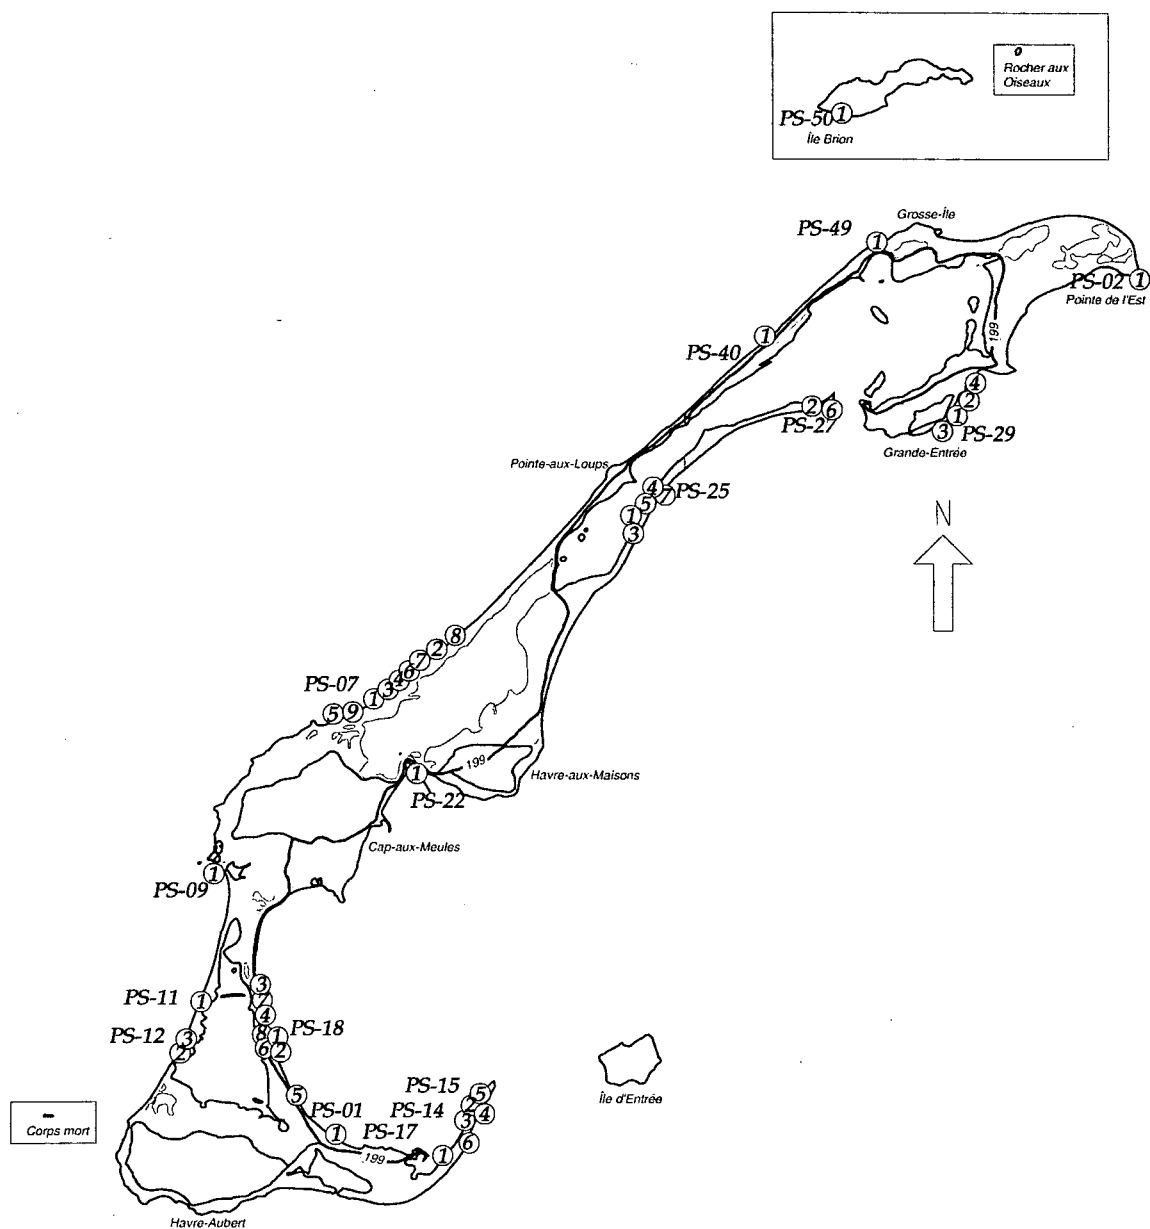 Rocher aux
Oiseaux
PS-50 1
Île Brion
Grosse-Île
PS-49 1
PS-02 1
Pointe de l'Est
199
1
PS-40
4
2 6
2
PS-27
1
PS-29
3
Grande-Entrée
Pointe-aux-Loups
4
7 PS-25
5
1
3
N
8
2
7
6
4
3
PS-07
1
5 9
199
1
Havre-aux-Maisons
PS-22
Cap-aux-Meules
1
PS-09
3
7
PS-11 1
4
PS-18
8 1
PS-12 3
6 2
2
Île d'Entrée
PS-15 5
5
2
PS-14 4
PS-01
3
Corps mort
1
PS-17
6
199
1
Havre-Aubert